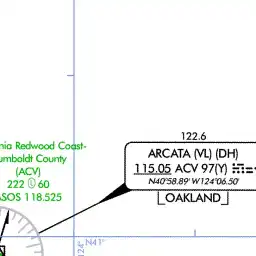 122.6
nia Redwood Coast-
umboldt County
(ACV)
222 60
ASOS 118.525
ARCATA (VL) (DH)
115.05 ACV 97(Y)
N40°58.89' W124°06.50'
OAKLAND
N41°
124°